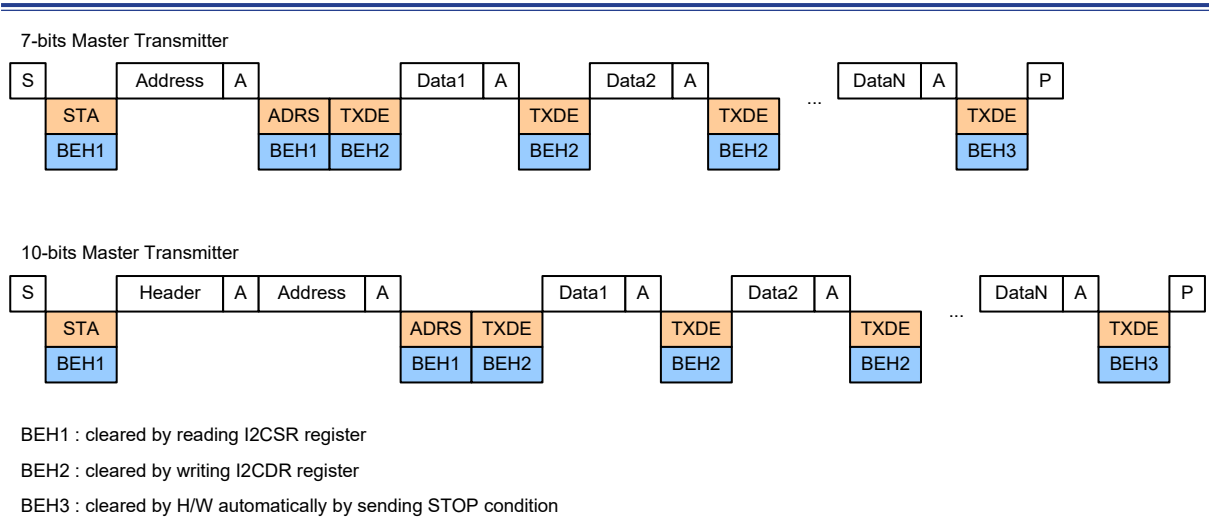 7-bits Master Transmitter
S Address A Data1 A Data2 A ... DataN A P
STA ADRS TXDE TXDE TXDE TXDE
BEH1 BEH1 BEH2 BEH2 BEH2 BEH3
10-bits Master Transmitter
S Header A Address A Data1 A Data2 A ... DataN A P
STA ADRS TXDE TXDE TXDE TXDE
BEH1 BEH1 BEH2 BEH2 BEH2 BEH3
BEH1 : cleared by reading I2CSR register
BEH2 : cleared by writing I2CDR register
BEH3 : cleared by H/W automatically by sending STOP condition